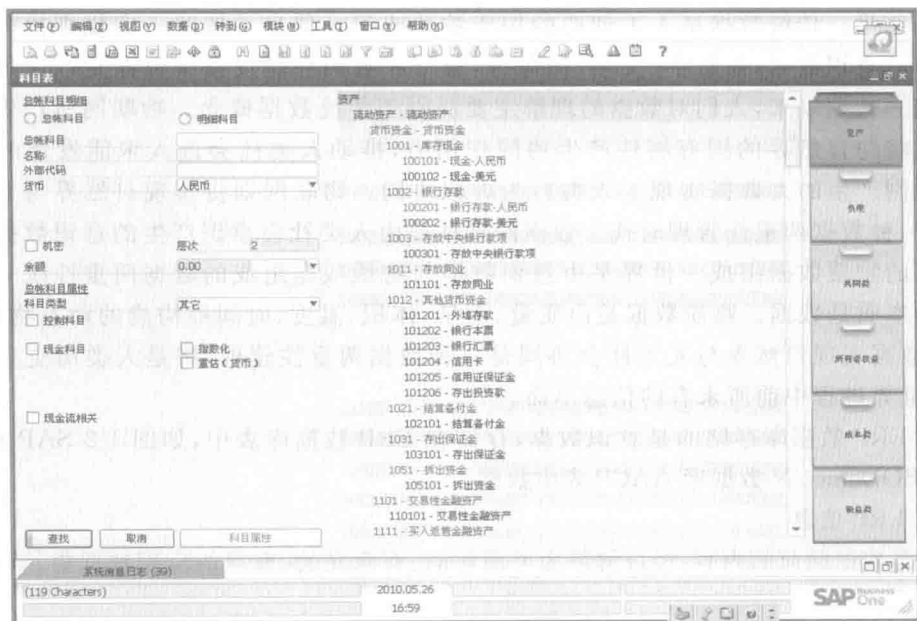 文件(F) 编辑(E) 视图(V) 数据(D) 转到(G) 模块(M) 工具(T) 窗口(W) 帮助(H)
科目表
总帐科目明细
总帐科目 明细科目
总帐科目
名称
外部代码
货币 人民币
机密 层次 2
余额 0.00
总帐科目属性
科目类型 其它
控制科目
现金科目 指数化
重估(货币)
现金流相关
查找 取消 科目属性
资产
流动资产 - 流动资产
货币资金 - 货币资金
1001 - 库存现金
100101 - 现金-人民币
100102 - 现金-美元
1002 - 银行存款
100201 - 银行存款-人民币
100202 - 银行存款-美元
1003 - 存放中央银行款项
100301 - 存放中央银行款项
1011 - 存放同业
101101 - 存放同业
1012 - 其他货币资金
101201 - 外埠存款
101202 - 银行本票
101203 - 银行汇票
101204 - 信用卡
101205 - 信用证保证金
101206 - 存出投资款
1021 - 结算备付金
102101 - 结算备付金
1031 - 存出保证金
103101 - 存出保证金
1051 - 拆出资金
105101 - 拆出资金
1101 - 交易性金融资产
110101 - 交易性金融资产
1111 - 买入返售金融资产
资产
负债
共同类
所有者权益
成本类
损益类
系统消息日志 (39)
(119 Characters) 2010.05.26
16:59
SAP Business One